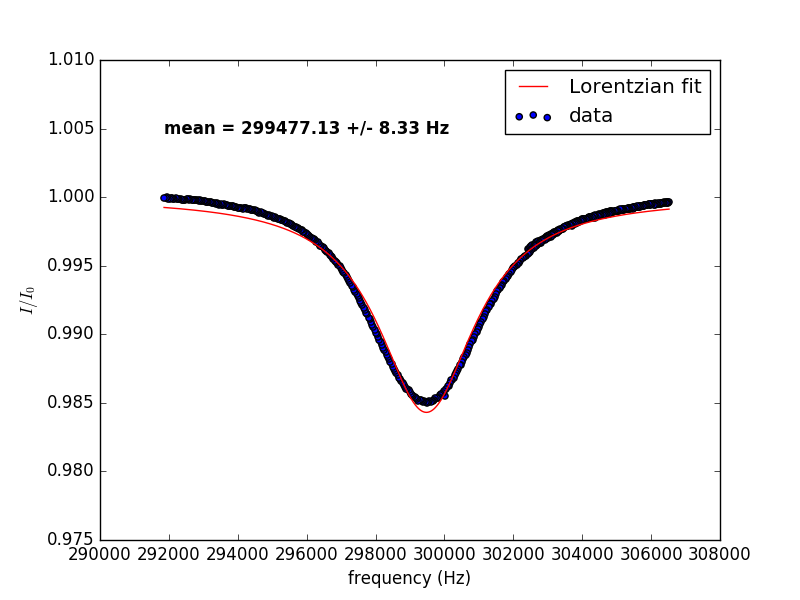 1.010
1.005
1.000
0.995
0.990
0.985
0.980
0.975
I/I₀
mean = 299477.13 +/- 8.33 Hz
Lorentzian fit
data
290000 292000 294000 296000 298000 300000 302000 304000 306000 308000
frequency (Hz)